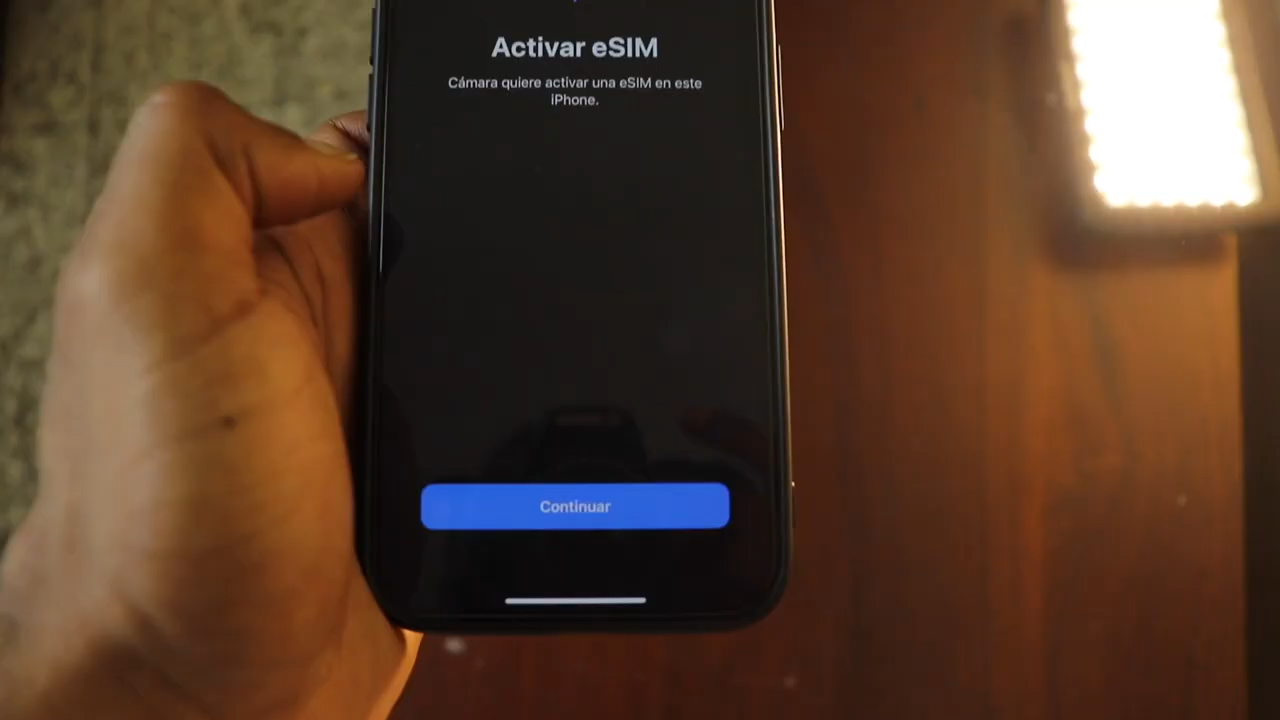 Activar eSIM
Cámara quiere activar una eSIM en este
iPhone.
Continuar